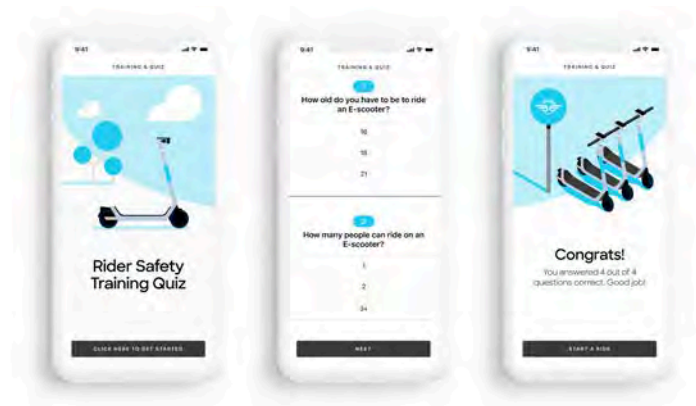 9:41
TRAINING & QUIZ
Rider Safety
Training Quiz
CLICK HERE TO GET STARTED
9:41
TRAINING & QUIZ
1
How old do you have to be to ride
an E-scooter?
16
18
21
2
How many people can ride on an
E-scooter?
1
2
3+
NEXT
9:41
TRAINING & QUIZ
Congrats!
You answered 4 out of 4
questions correct. Good job!
START A RIDE